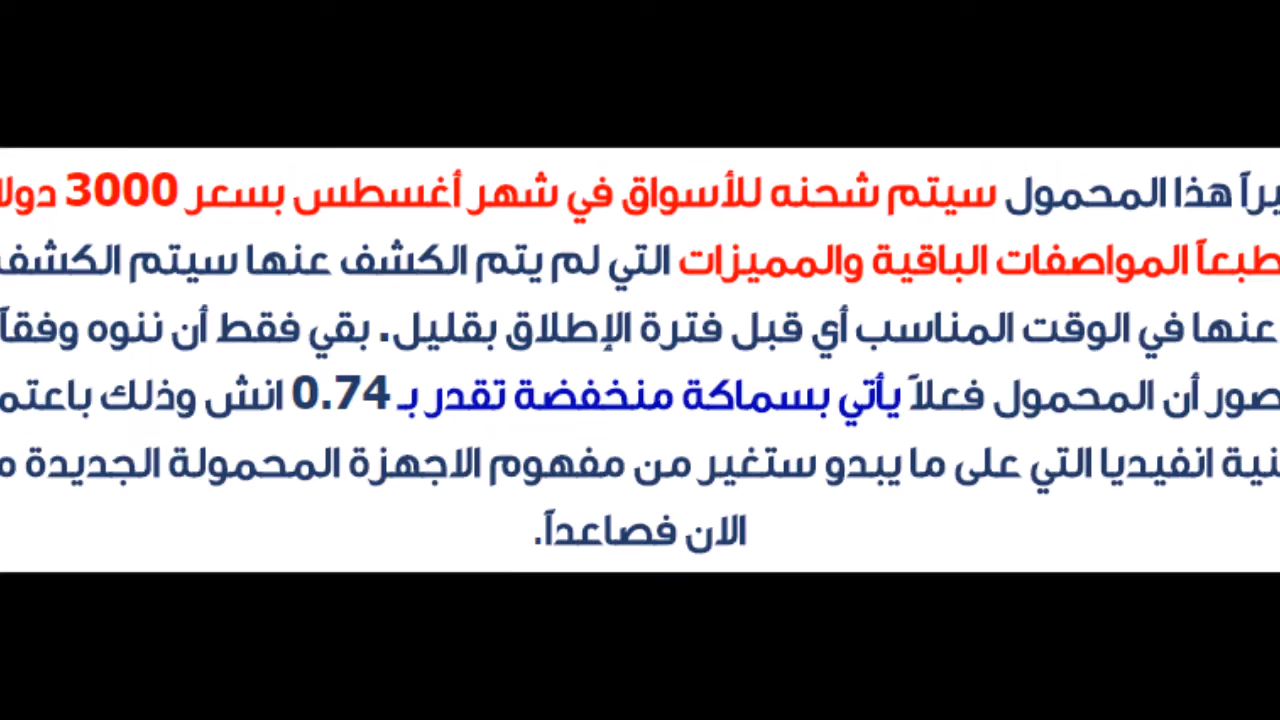 يراً هذا المحمول سيتم شحنه للأسواق في شهر أغسطس بسعر 3000 دولا
طبعاً المواصفات الباقية والمميزات التي لم يتم الكشف عنها سيتم الكشف
عنها في الوقت المناسب أي قبل فترة الإطلاق بقليل. بقي فقط أن ننوه وفقاً
صور أن المحمول فعلاً يأتي بسماكة منخفضة تقدر بـ 0.74 انش وذلك باعتم
نية انفيديا التي على ما يبدو ستغير من مفهوم الاجهزة المحمولة الجديدة م
الان فصاعداً.